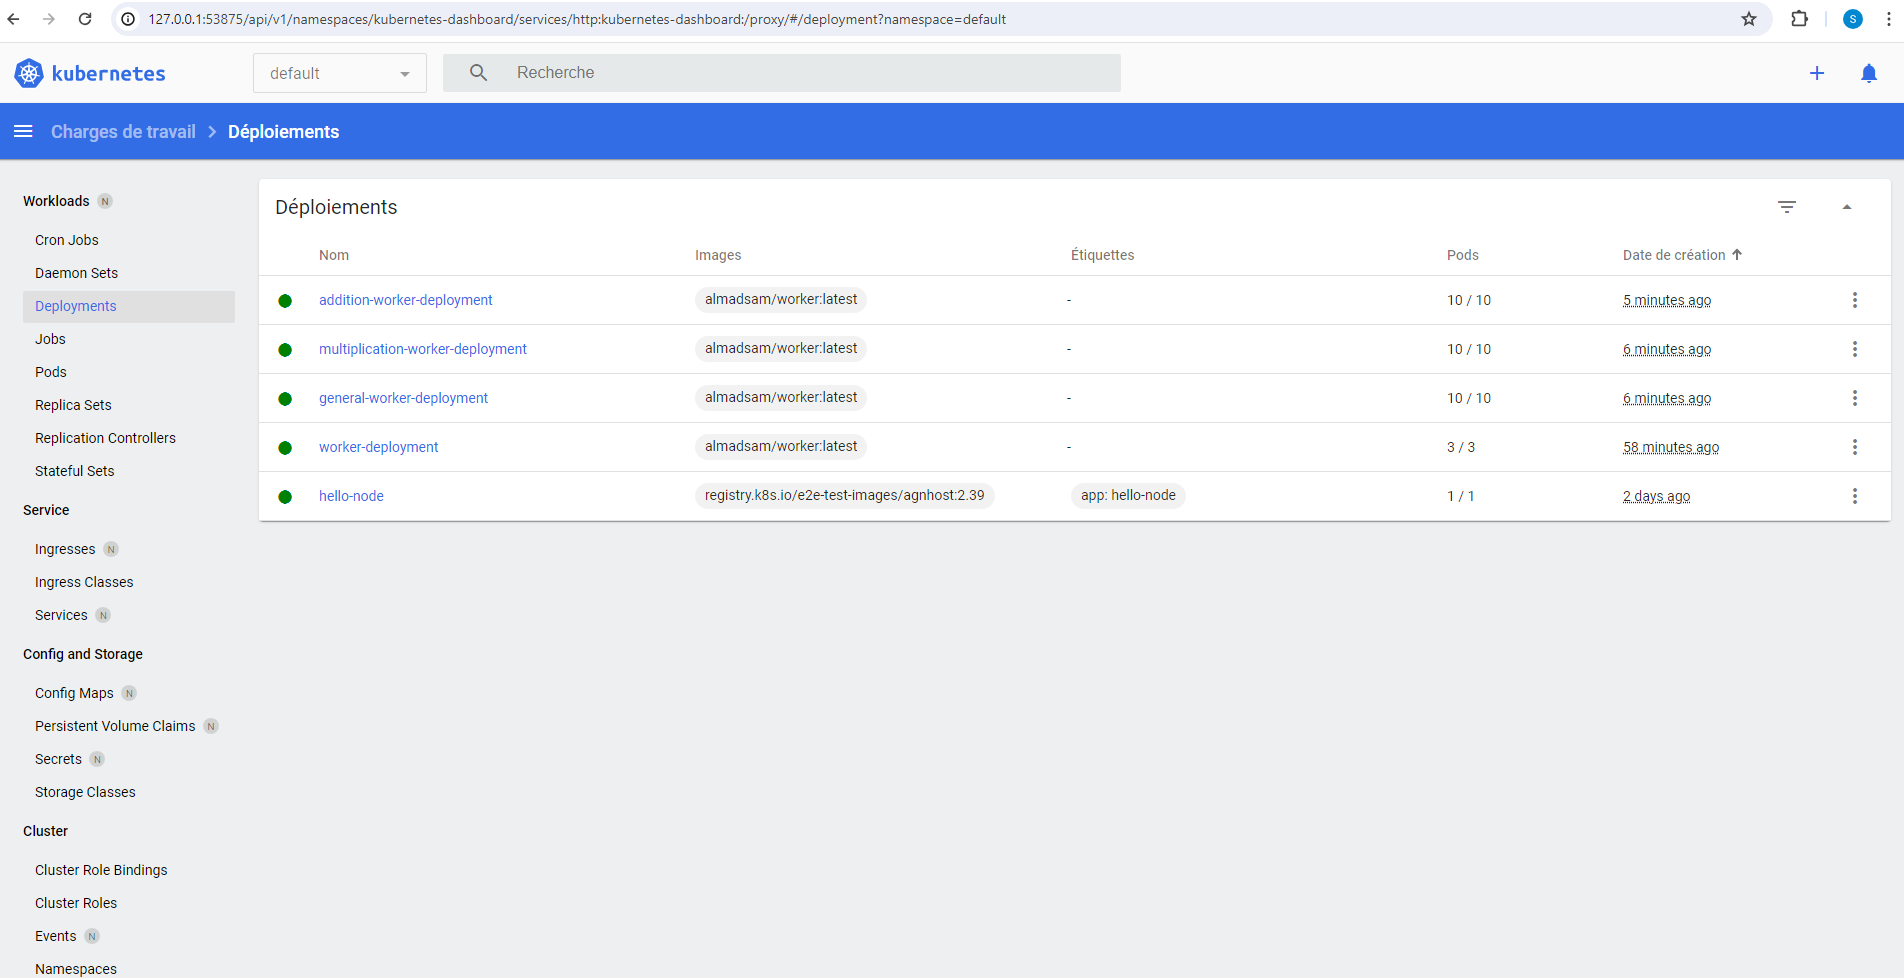 127.0.0.1:53875/api/v1/namespaces/kubernetes-dashboard/services/http:kubernetes-dashboard:/proxy/#/deployment?namespace=default
S
kubernetes
default
Recherche
Charges de travail
Déploiements
Workloads N
Cron Jobs
Daemon Sets
Deployments
Jobs
Pods
Replica Sets
Replication Controllers
Stateful Sets
Service
Ingresses N
Ingress Classes
Services N
Config and Storage
Config Maps N
Persistent Volume Claims N
Secrets N
Storage Classes
Cluster
Cluster Role Bindings
Cluster Roles
Events N
Namespaces
Déploiements
Nom Images Étiquettes Pods Date de création
addition-worker-deployment almadsam/worker:latest - 10 / 10 5 minutes ago
multiplication-worker-deployment almadsam/worker:latest - 10 / 10 6 minutes ago
general-worker-deployment almadsam/worker:latest - 10 / 10 6 minutes ago
worker-deployment almadsam/worker:latest - 3 / 3 58 minutes ago
hello-node registry.k8s.io/e2e-test-images/agnhost:2.39 app: hello-node 1 / 1 2 days ago